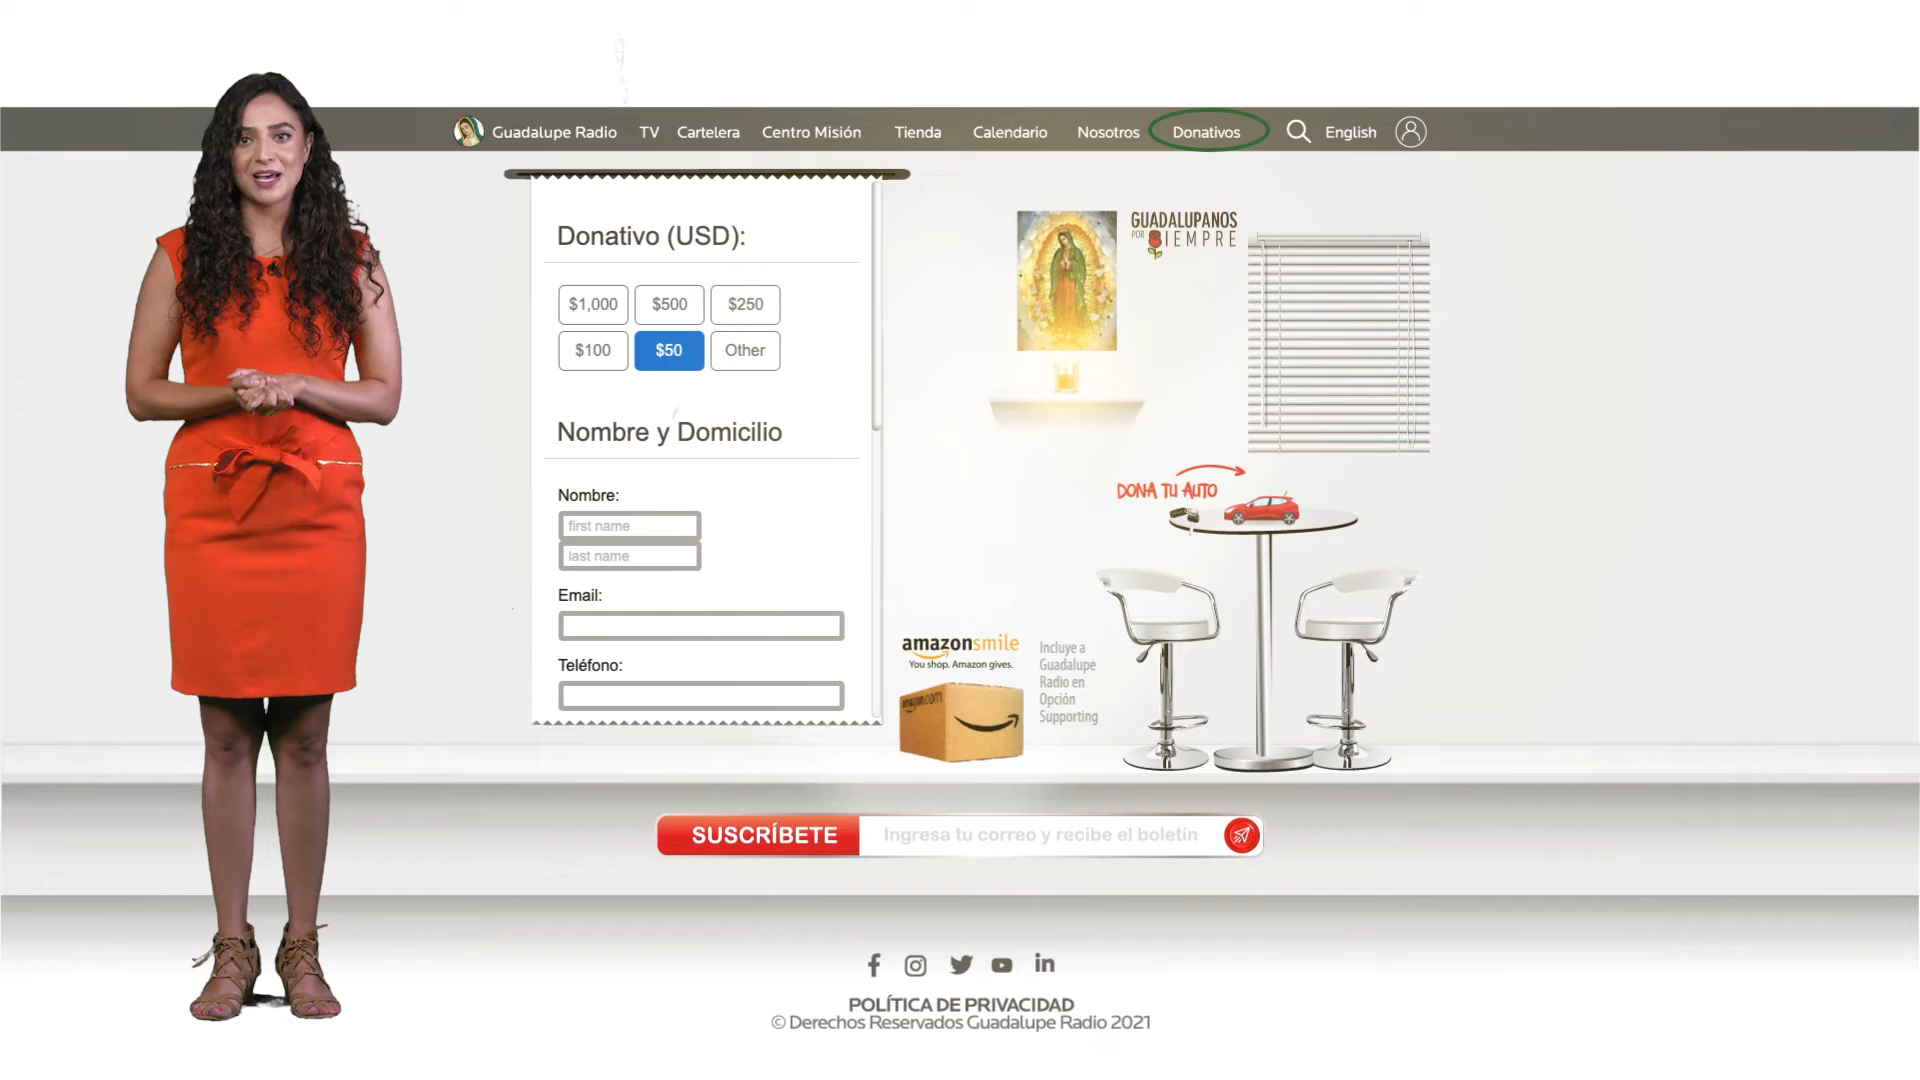 Guadalupe Radio TV Cartelera Centro Misión Tienda Calendario Nosotros Donativos English
Donativo (USD):
$1,000 $500 $250
$100 $50 Other
Nombre y Domicilio
Nombre:
first name
last name
Email:
Teléfono:
GUADALUPANOS
POR SIEMPRE
DONA TU AUTO
amazonsmile
You shop. Amazon gives.
amazon.com
Incluye a
Guadalupe
Radio en
Opción
Supporting
SUSCRÍBETE Ingresa tu correo y recibe el boletín
POLÍTICA DE PRIVACIDAD
© Derechos Reservados Guadalupe Radio 2021